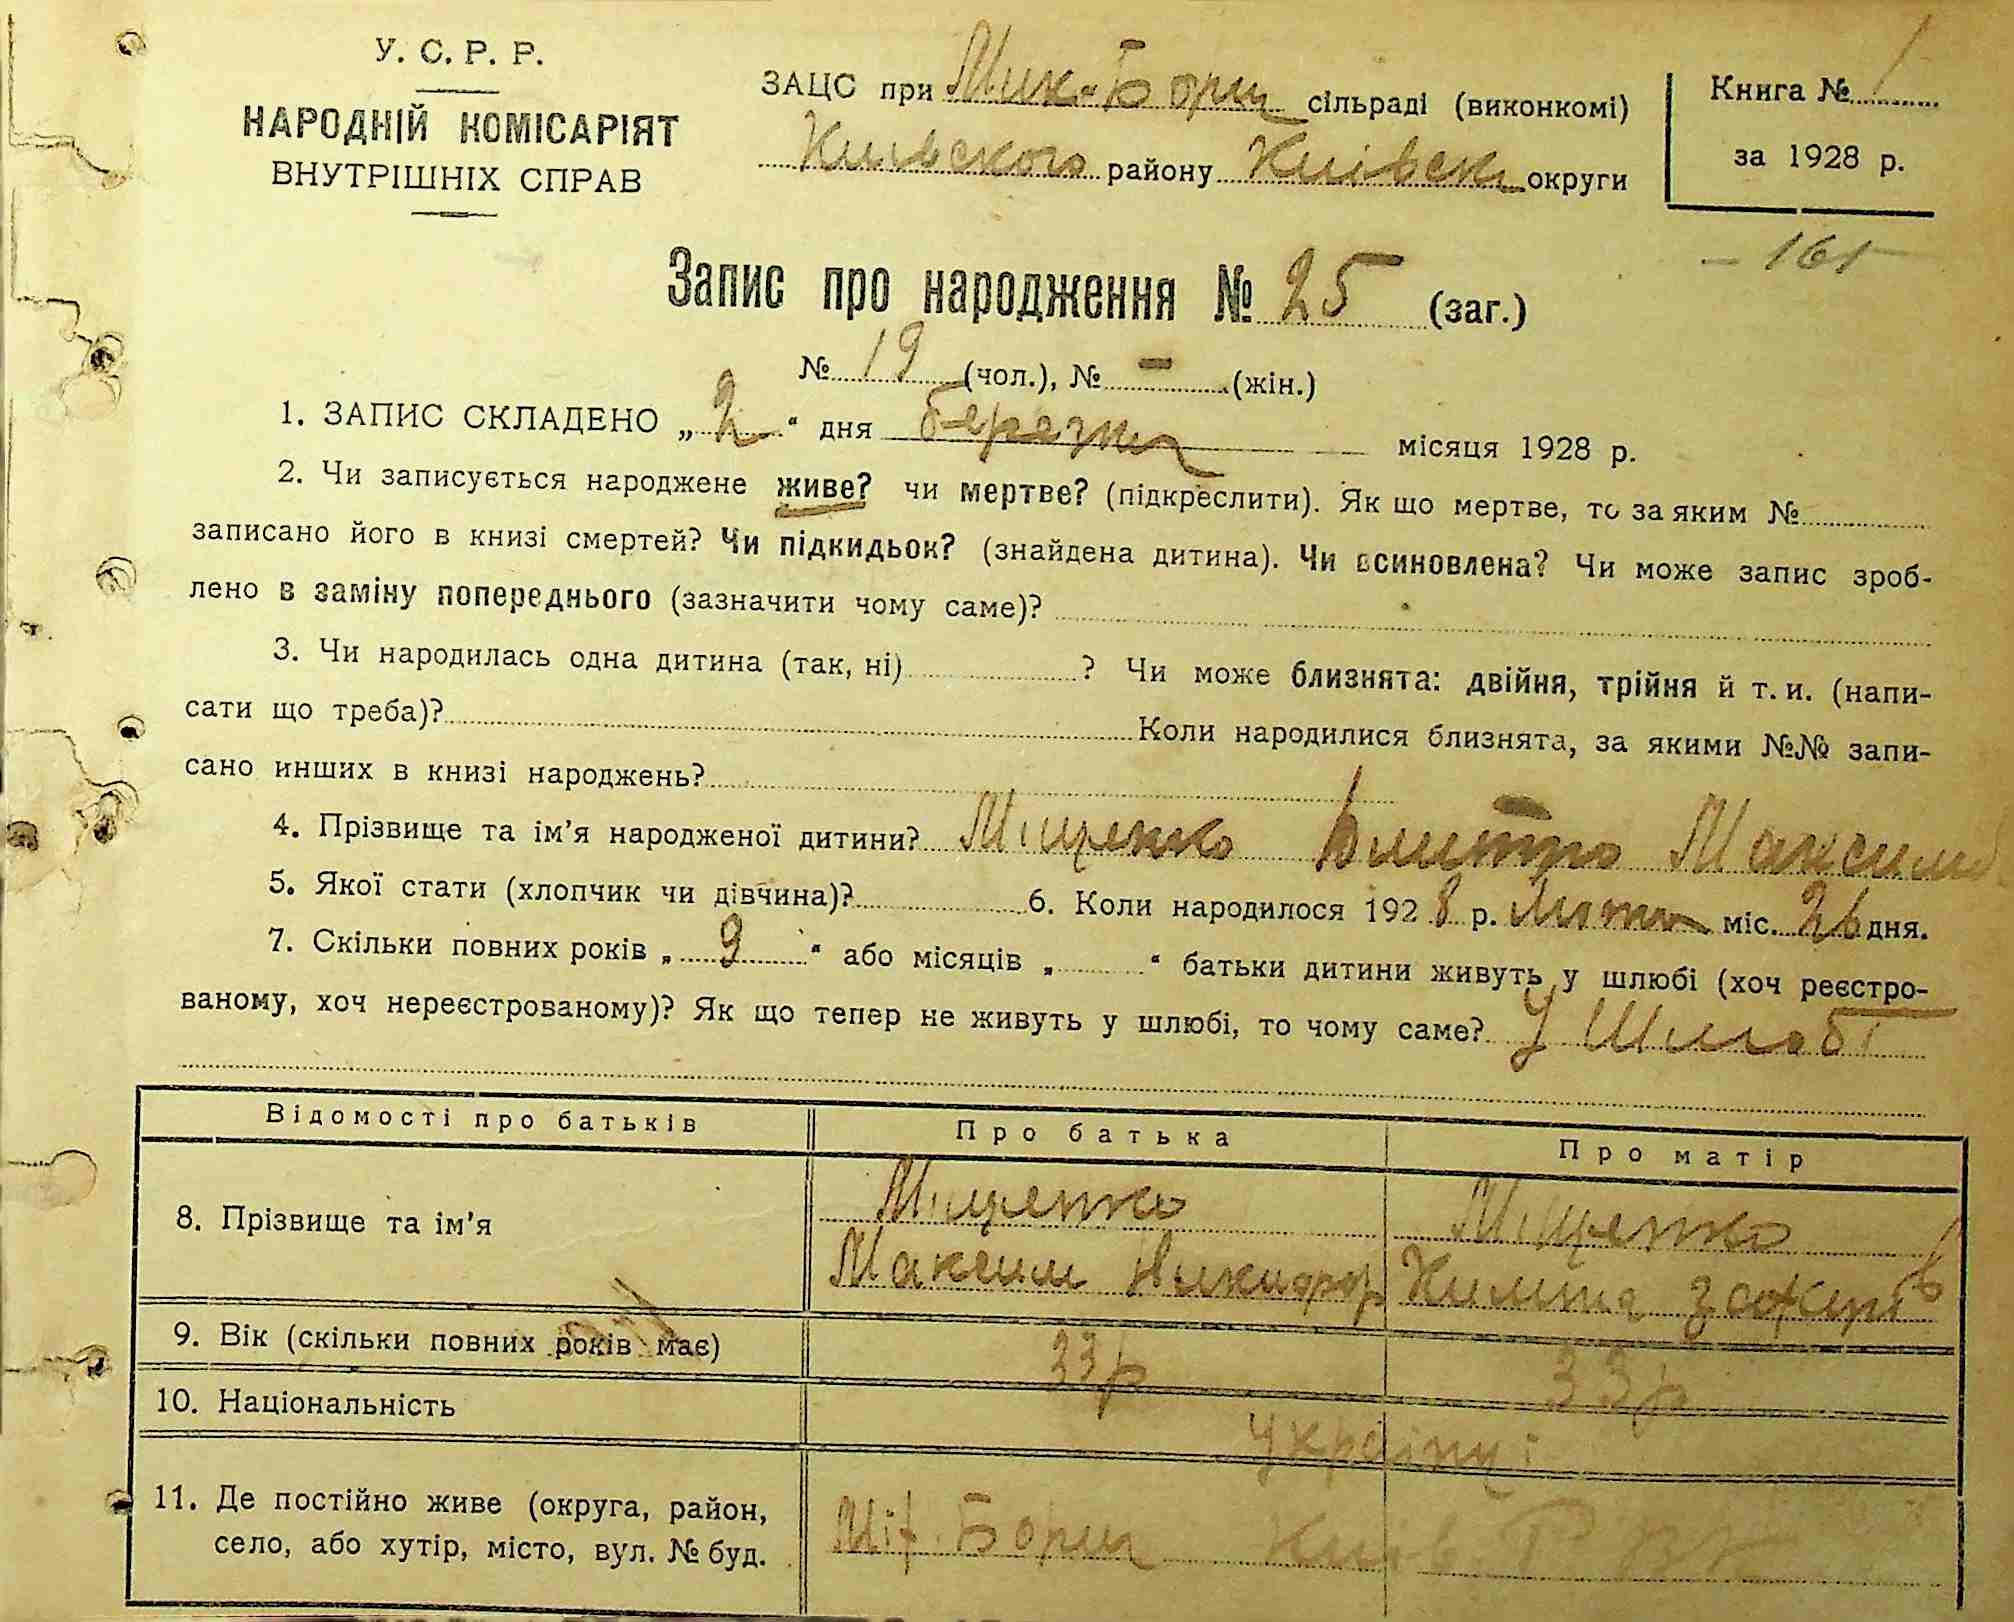 У. С. Р. Р.
НАРОДНІЙ КОМІСАРІЯТ
ВНУТРІШНІХ СПРАВ
ЗАЦС при Мик-Борщ сільраді (виконкомі)
Київского району Київськ округи
Книга № 1
за 1928 р.
Запис про народження № 25 (заг.)
№ 19 (чол.), № – (жін.)
1. ЗАПИС СКЛАДЕНО „2“ дня березня місяця 1928 р.
2. Чи записується народжене живе? чи мертве? (підкреслити). Як що мертве, то за яким №
записано його в книзі смертей? Чи підкидьок? (знайдена дитина). Чи всиновлена? Чи може запис зроб-
лено в заміну попереднього (зазначити чому саме)?
3. Чи народилась одна дитина (так, ні) ? Чи може близнята: двійня, трійня й т. и. (напи-
сати що треба)? Коли народилися близнята, за якими №№ запи-
сано инших в книзі народжень?
4. Прізвище та ім’я народженої дитини? Міщенко Дмитро Максимо
5. Якої стати (хлопчик чи дівчина)? 6. Коли народилося 1928 р. Лютня міс. 26 дня.
7. Скільки повних років „9“ або місяців „ “ батьки дитини живуть у шлюбі (хоч реєстро-
ваному, хоч нереєстрованому)? Як що тепер не живуть у шлюбі, то чому саме? У Шлюбі
Відомості про батьків Про батька Про матір
8. Прізвище та ім’я Міщенко Міщенко
Максим Никифор
9. Вік (скільки повних років має) 33 р 33 р
10. Національність Українці
11. Де постійно живе (округа, район,
село, або хутір, місто, вул. № буд. Борщ Київ. Р